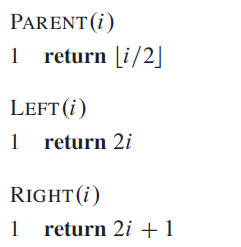 PARENT(i)
1 return ⌊i/2⌋
LEFT(i)
1 return 2i
RIGHT(i)
1 return 2i + 1